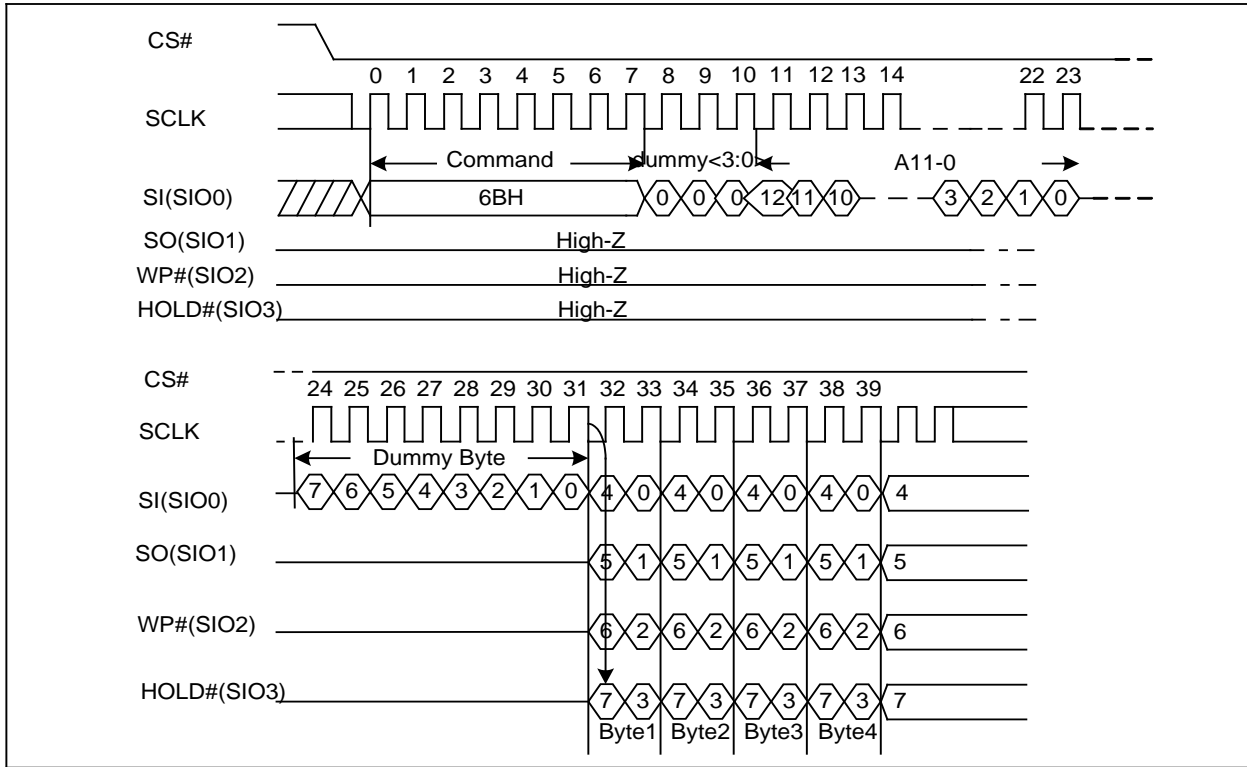 CS#
0 1 2 3 4 5 6 7 8 9 10 11 12 13 14 22 23
SCLK
Command dummy<3:0> A11-0
SI(SIO0) 6BH 0 0 0 12 11 10 3 2 1 0
SO(SIO1) High-Z
WP#(SIO2) High-Z
HOLD#(SIO3) High-Z
CS#
24 25 26 27 28 29 30 31 32 33 34 35 36 37 38 39
SCLK
Dummy Byte
SI(SIO0) 7 6 5 4 3 2 1 0 4 0 4 0 4 0 4 0 4
SO(SIO1) 5 1 5 1 5 1 5 1 5
WP#(SIO2) 6 2 6 2 6 2 6 2 6
HOLD#(SIO3) 7 3 7 3 7 3 7 3 7
Byte1 Byte2 Byte3 Byte4